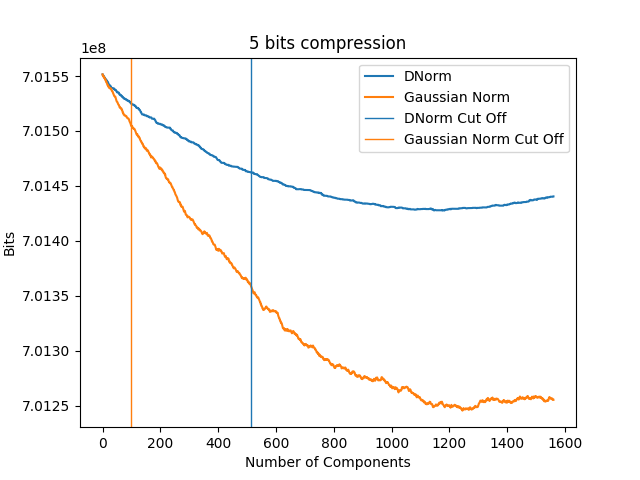 5 bits compression
1e8
7.0155
7.0150
7.0145
7.0140
7.0135
7.0130
7.0125
Bits
DNorm
Gaussian Norm
DNorm Cut Off
Gaussian Norm Cut Off
0 200 400 600 800 1000 1200 1400 1600
Number of Components